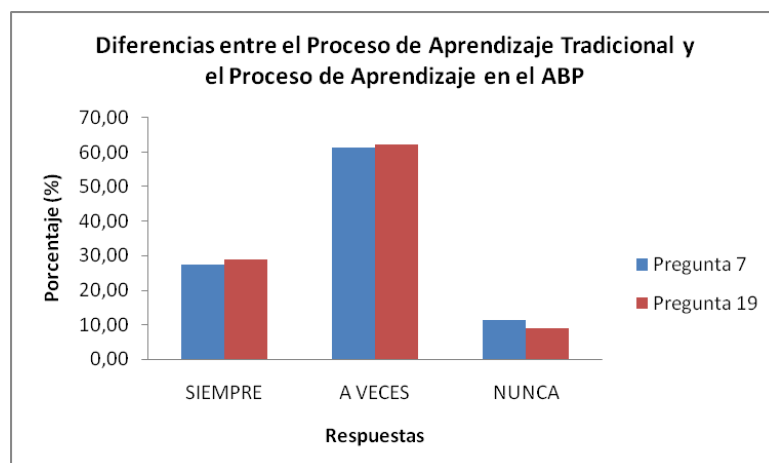 Diferencias entre el Proceso de Aprendizaje Tradicional y
el Proceso de Aprendizaje en el ABP
70,00
60,00
50,00
40,00
30,00
20,00
10,00
0,00
Porcentaje (%)
SIEMPRE
A VECES
NUNCA
Respuestas
Pregunta 7
Pregunta 19